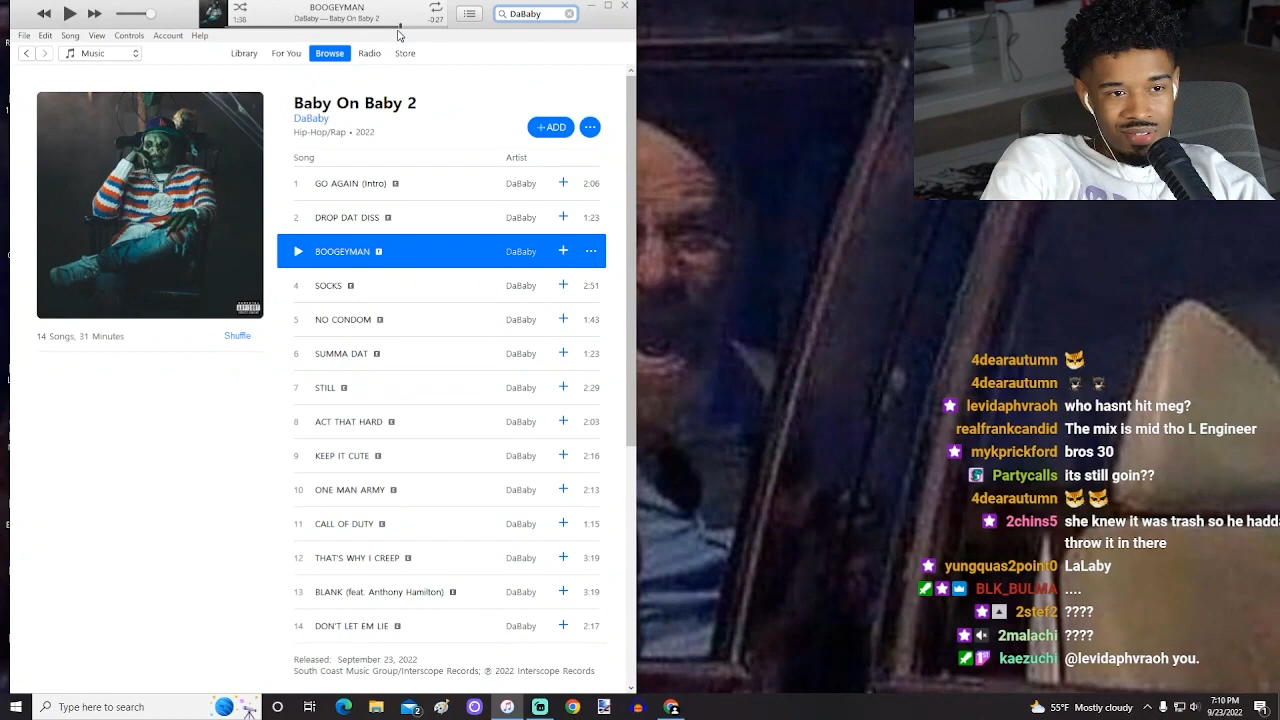 BOOGEYMAN
DaBaby — Baby On Baby 2
1:38
-0:27
DaBaby
File Edit Song View Controls Account Help
Music
Library For You Browse Radio Store
Baby On Baby 2
DaBaby
Hip-Hop/Rap • 2022
+ ADD
Song Artist
1 GO AGAIN (Intro) E DaBaby + 2:06
2 DROP DAT DISS E DaBaby + 1:23
BOOGEYMAN E DaBaby +
4 SOCKS E DaBaby + 2:51
5 NO CONDOM E DaBaby + 1:43
6 SUMMA DAT E DaBaby + 1:23
7 STILL E DaBaby + 2:29
8 ACT THAT HARD E DaBaby + 2:03
9 KEEP IT CUTE E DaBaby + 2:16
10 ONE MAN ARMY E DaBaby + 2:13
11 CALL OF DUTY E DaBaby + 1:15
12 THAT'S WHY I CREEP E DaBaby + 3:19
13 BLANK (feat. Anthony Hamilton) E DaBaby + 3:19
14 DON'T LET EM LIE E DaBaby + 2:17
14 Songs, 31 Minutes Shuffle
Released: September 23, 2022
South Coast Music Group/Interscope Records; ℗ 2022 Interscope Records
4dearautumn
4dearautumn
levidaphvraoh who hasnt hit meg?
realfrankcandid The mix is mid tho L Engineer
mykprickford bros 30
Partycalls its still goin??
4dearautumn
2chins5 she knew it was trash so he hadda
throw it in there
yungquas2point0 LaLaby
BLK_BULMA ....
2stef2 ????
2malachi ????
kaezuchi @levidaphvraoh you.
Type here to search
55°F Mostly cloudy
7:10 PM
9/23/2022